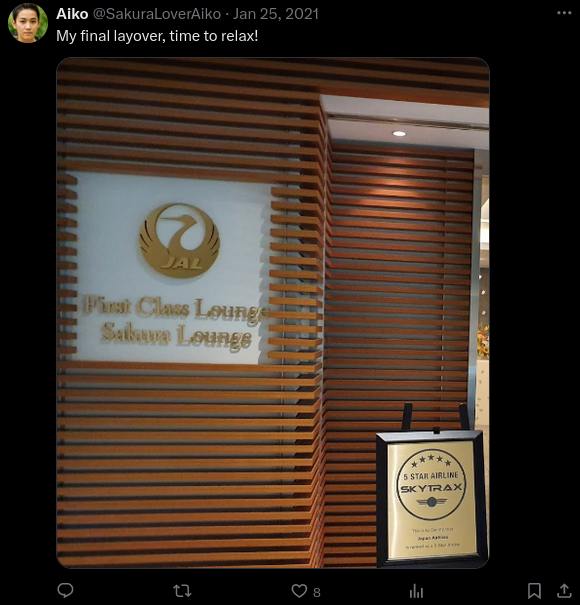 Aiko @SakuraLoverAiko · Jan 25, 2021
My final layover, time to relax!
JAL
First Class Lounge
Sakura Lounge
5 STAR AIRLINE
SKYTRAX
Japan Airlines
8